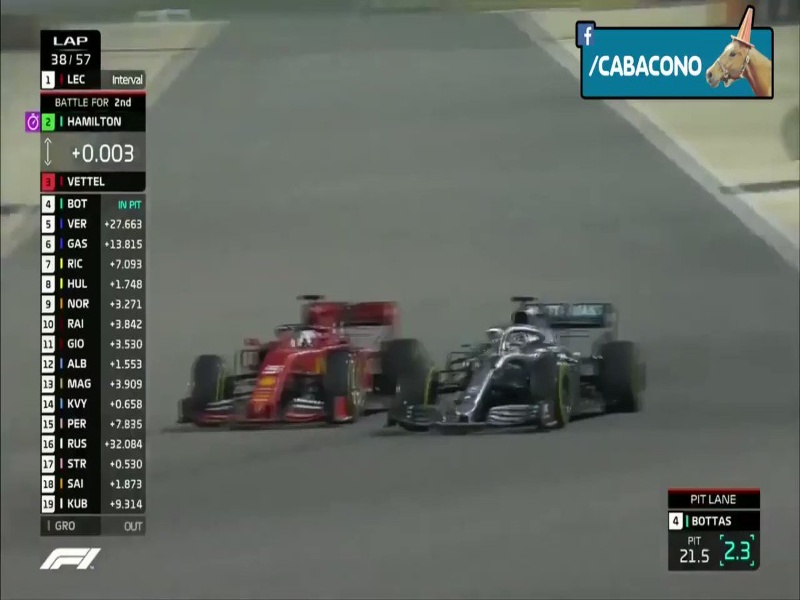 LAP
38/57
1 LEC Interval
BATTLE FOR 2nd
2 HAMILTON
+0.003
3 VETTEL
4 BOT IN PIT
5 VER +27.663
6 GAS +13.815
7 RIC +7.093
8 HUL +1.748
9 NOR +3.271
10 RAI +3.842
11 GIO +3.530
12 ALB +1.553
13 MAG +3.909
14 KVY +0.658
15 PER +7.835
16 RUS +32.084
17 STR +0.530
18 SAI +1.873
19 KUB +9.314
GRO OUT
F1
f /CABACONO
PIT LANE
4 BOTTAS
PIT
21.5 2.3